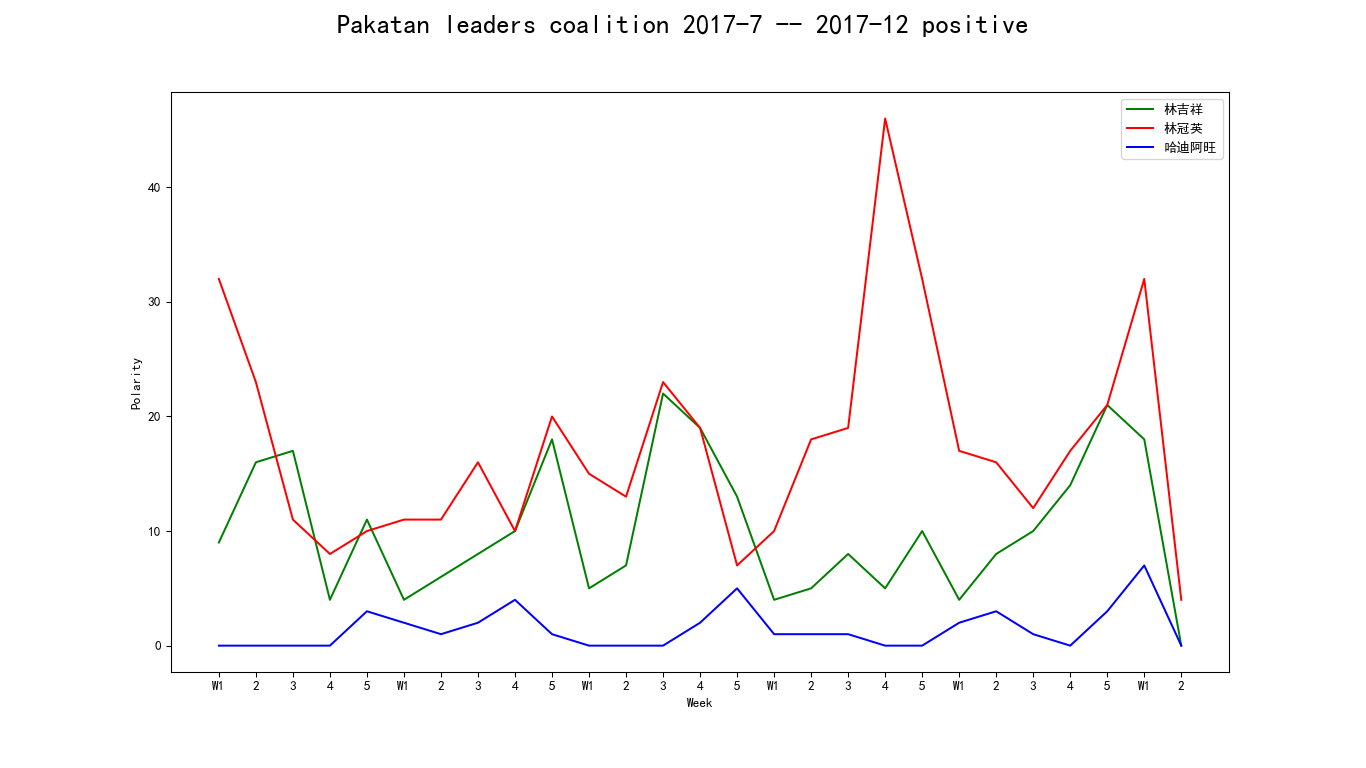 Pakatan leaders coalition 2017-7 -- 2017-12 positive
林吉祥
林冠英
哈迪阿旺
40
30
20
10
0
Polarity
W1 2 3 4 5 W1 2 3 4 5 W1 2 3 4 5 W1 2 3 4 5 W1 2 3 4 5 W1 2
Week